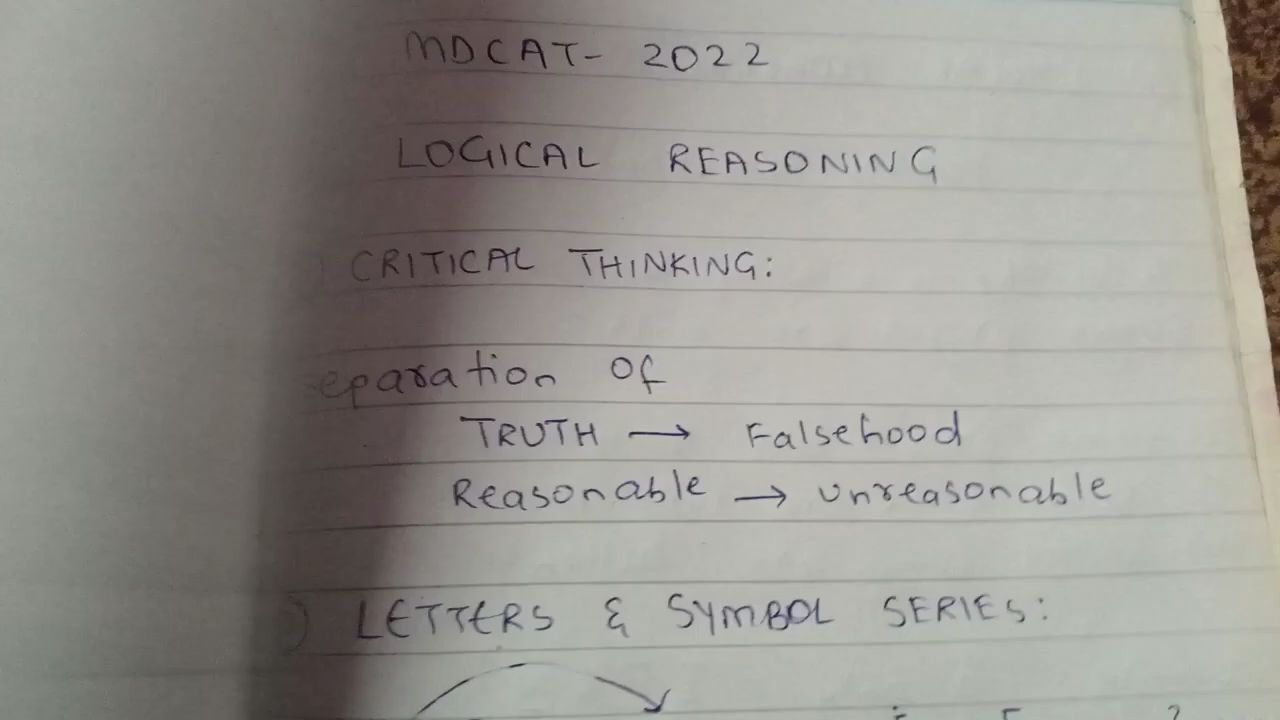 MDCAT- 2022
LOGICAL REASONING
) CRITICAL THINKING:
eparation of
TRUTH → Falsehood
Reasonable → unreasonable
) LETTERS & SYMBOL SERIES: